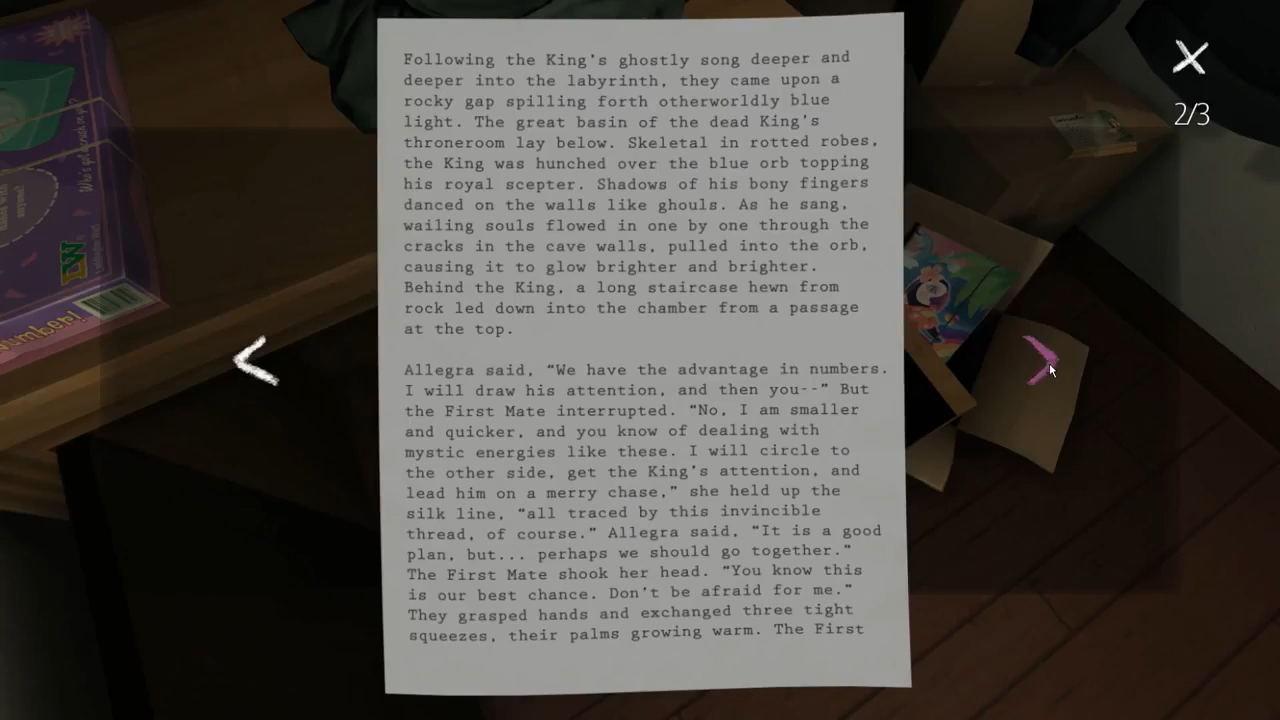 Following the King's ghostly song deeper and
deeper into the labyrinth, they came upon a
rocky gap spilling forth otherworldly blue
light. The great basin of the dead King's
throneroom lay below. Skeletal in rotted robes,
the King was hunched over the blue orb topping
his royal scepter. Shadows of his bony fingers
danced on the walls like ghouls. As he sang,
wailing souls flowed in one by one through the
cracks in the cave walls, pulled into the orb,
causing it to glow brighter and brighter.
Behind the King, a long staircase hewn from
rock led down into the chamber from a passage
at the top.
Allegra said, “We have the advantage in numbers.
I will draw his attention, and then you--” But
the First Mate interrupted. “No, I am smaller
and quicker, and you know of dealing with
mystic energies like these. I will circle to
the other side, get the King's attention, and
lead him on a merry chase,” she held up the
silk line, “all traced by this invincible
thread, of course.” Allegra said, “It is a good
plan, but... perhaps we should go together.”
The First Mate shook her head. “You know this
is our best chance. Don't be afraid for me.”
They grasped hands and exchanged three tight
squeezes, their palms growing warm. The First
2/3